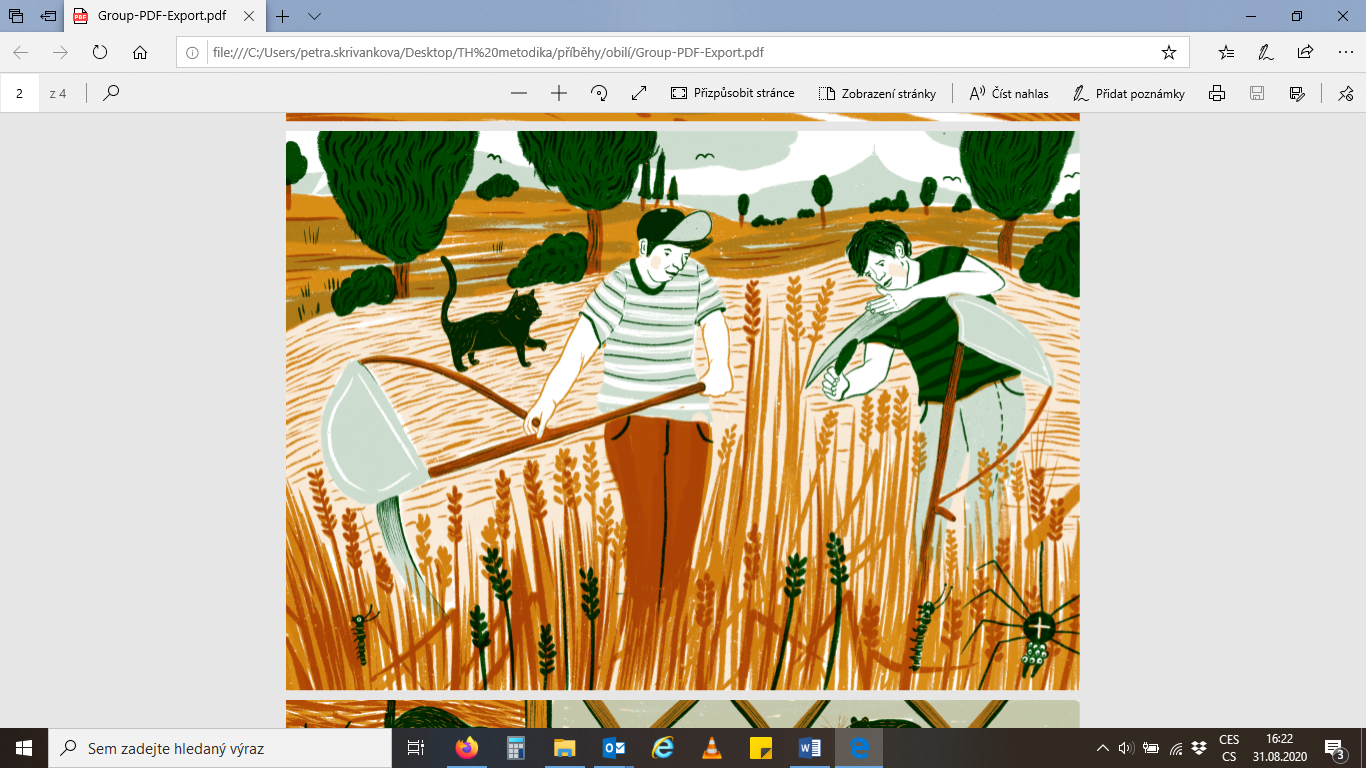 Group-PDF-Export.pdf
file:///C:/Users/petra.skrivankova/Desktop/TH%20metodika/příběhy/obilí/Group-PDF-Export.pdf
2 z 4 Přizpůsobit stránce Zobrazení stránky Číst nahlas Přidat poznámky
Sem zadejte hledaný výraz
CES
CS
16:22
31.08.2020
3